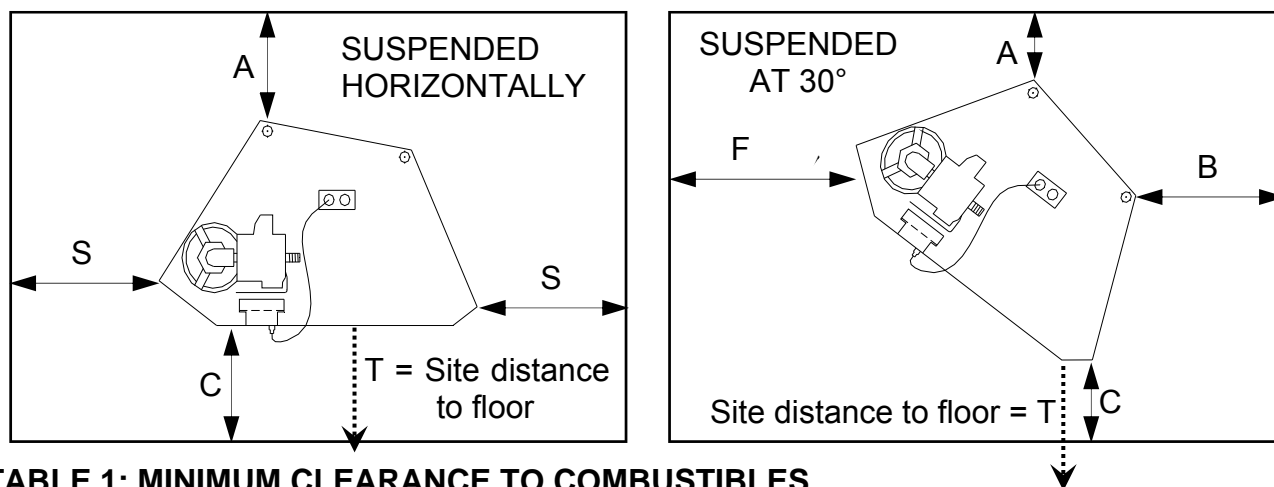 SUSPENDED
HORIZONTALLY
A
S
S
C
T = Site distance
to floor
SUSPENDED
AT 30°
A
F
B
Site distance to floor = T
C
TABLE 1: MINIMUM CLEARANCE TO COMBUSTIBLES